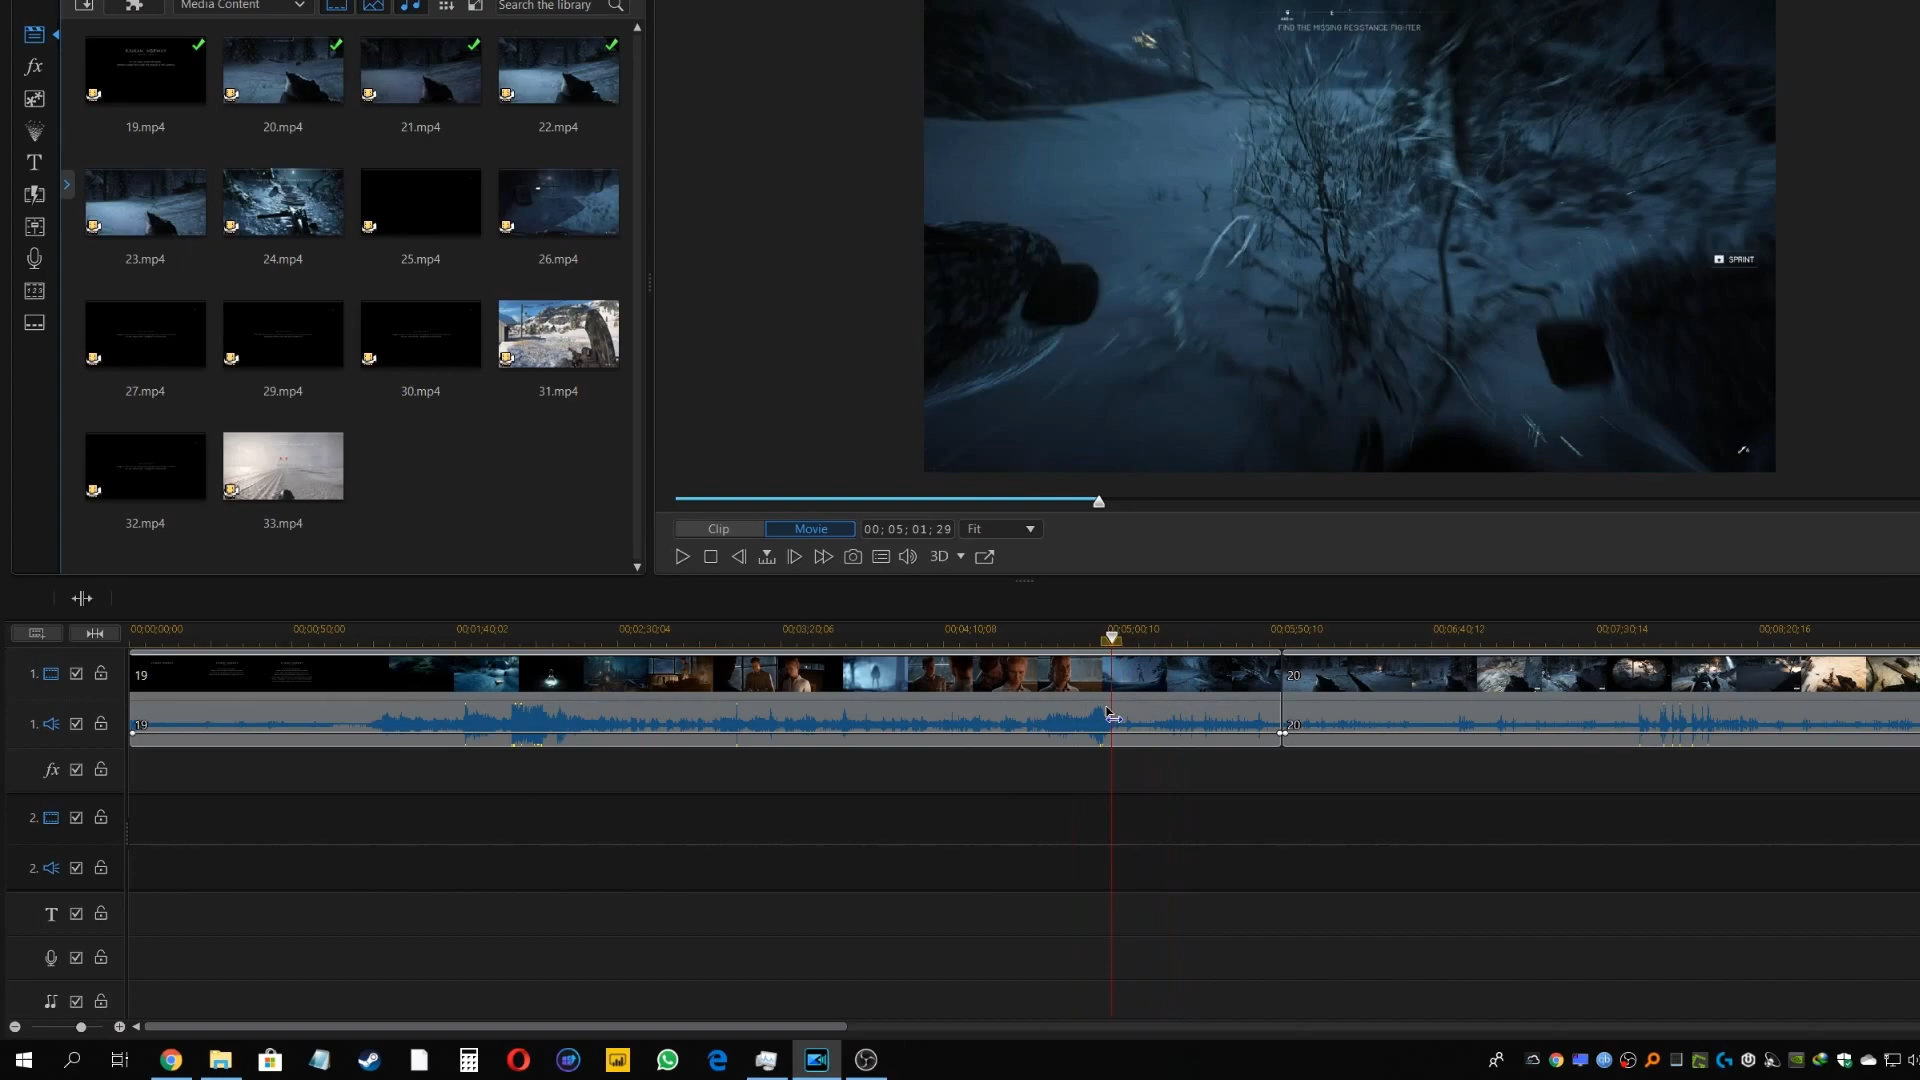 Media Content
Search the library
19.mp4
20.mp4
21.mp4
22.mp4
23.mp4
24.mp4
25.mp4
26.mp4
27.mp4
29.mp4
30.mp4
31.mp4
32.mp4
33.mp4
FIND THE MISSING RESISTANCE FIGHTER
SPRINT
Clip
Movie
00; 05; 01; 29
Fit
3D
00;00;00;00
00;00;50;00
00;01;40;02
00;02;30;04
00;03;20;06
00;04;10;08
00;05;00;10
00;05;50;10
00;06;40;12
00;07;30;14
00;08;20;16
1.
19
20
1.
19
20
fx
2.
2.
T